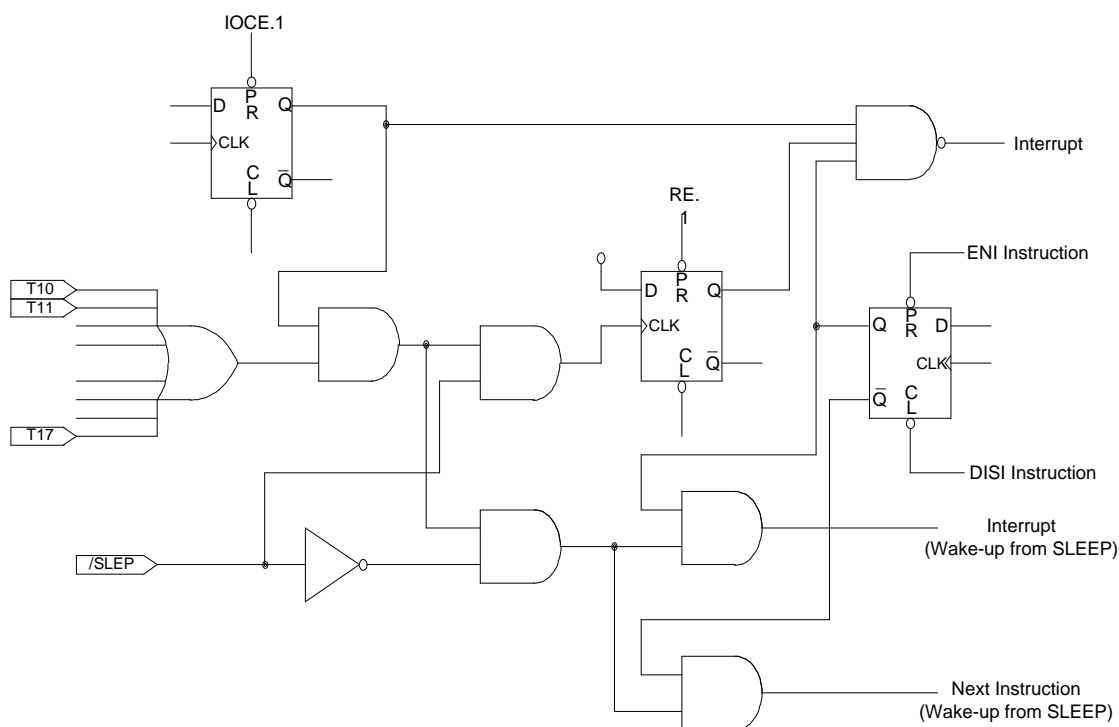 IOCE.1
P
R
D
Q
CLK
C
L
Q̅
Interrupt
RE.
1
P
R
D
Q
CLK
C
L
Q̅
ENI Instruction
T10
T11
T17
P
R
Q
D
CLK
Q̅
C
L
DISI Instruction
/SLEP
Interrupt
(Wake-up from SLEEP)
Next Instruction
(Wake-up from SLEEP)